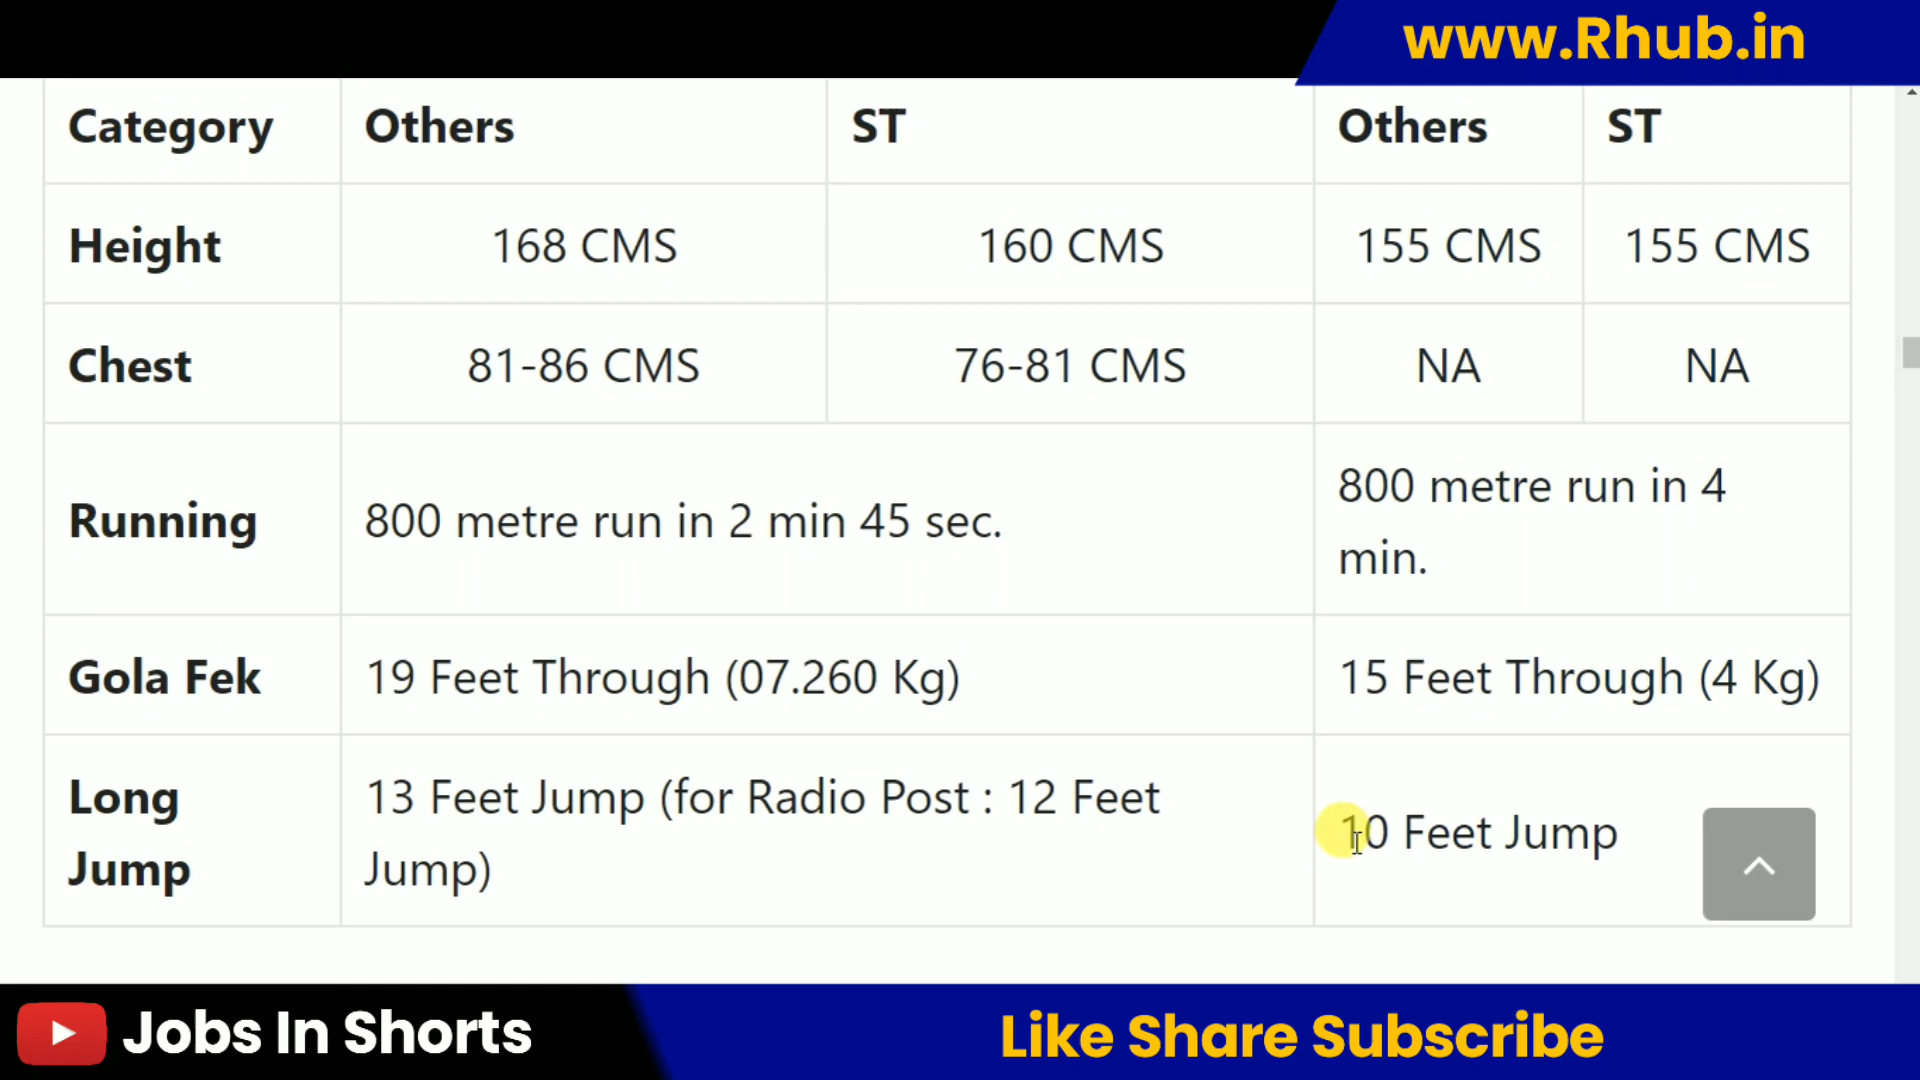 www.Rhub.in
Category Others ST Others ST
Height 168 CMS 160 CMS 155 CMS 155 CMS
Chest 81-86 CMS 76-81 CMS NA NA
Running 800 metre run in 2 min 45 sec. 800 metre run in 4
min.
Gola Fek 19 Feet Through (07.260 Kg) 15 Feet Through (4 Kg)
Long 13 Feet Jump (for Radio Post : 12 Feet 10 Feet Jump
Jump Jump)
Jobs In Shorts Like Share Subscribe